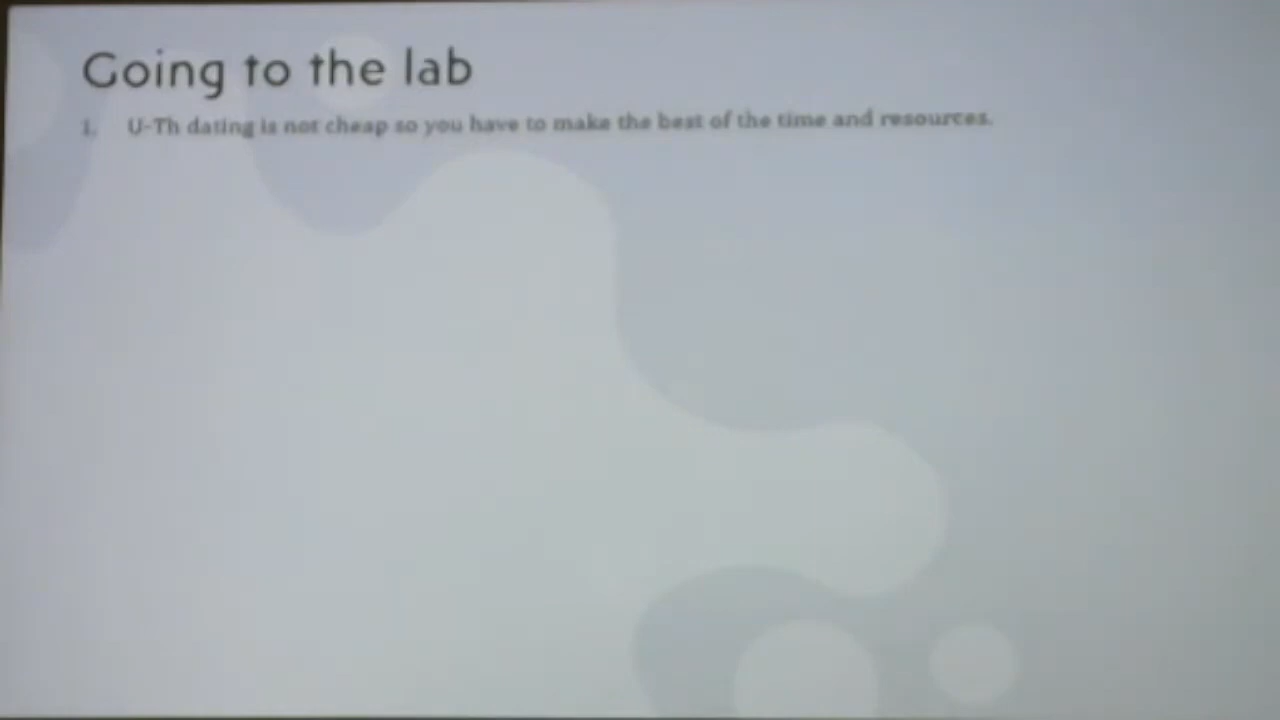 Going to the lab
1. U-Th dating is not cheap so you have to make the best of the time and resources.